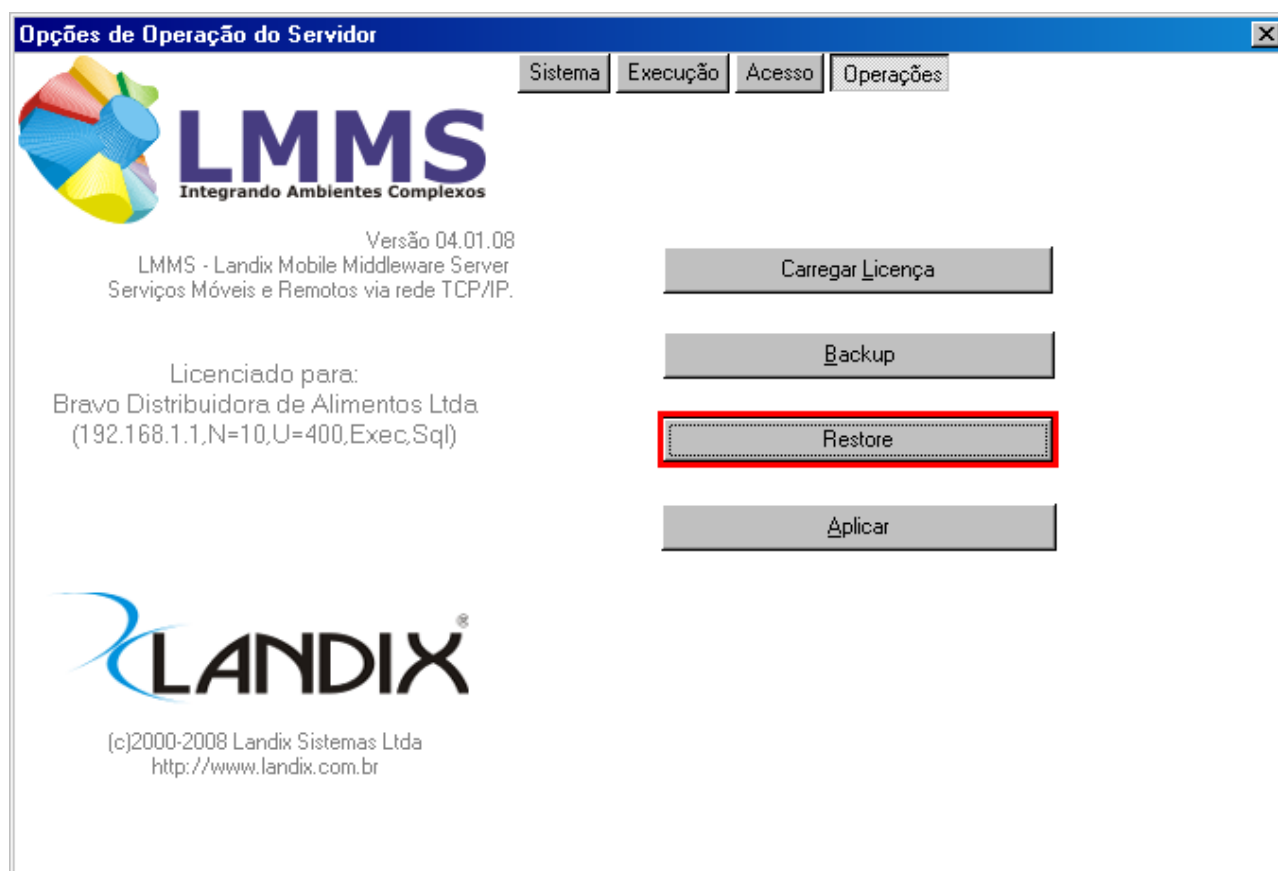 Opções de Operação do Servidor
Sistema
Execução
Acesso
Operações
LMMS
Integrando Ambientes Complexos
Versão 04.01.08
LMMS - Landix Mobile Middleware Server
Serviços Móveis e Remotos via rede TCP/IP.
Licenciado para:
Bravo Distribuidora de Alimentos Ltda
(192.168.1.1,N=10,U=400,Exec,Sql)
Carregar Licença
Backup
Restore
Aplicar
LANDIX®
(c)2000-2008 Landix Sistemas Ltda
http://www.landix.com.br